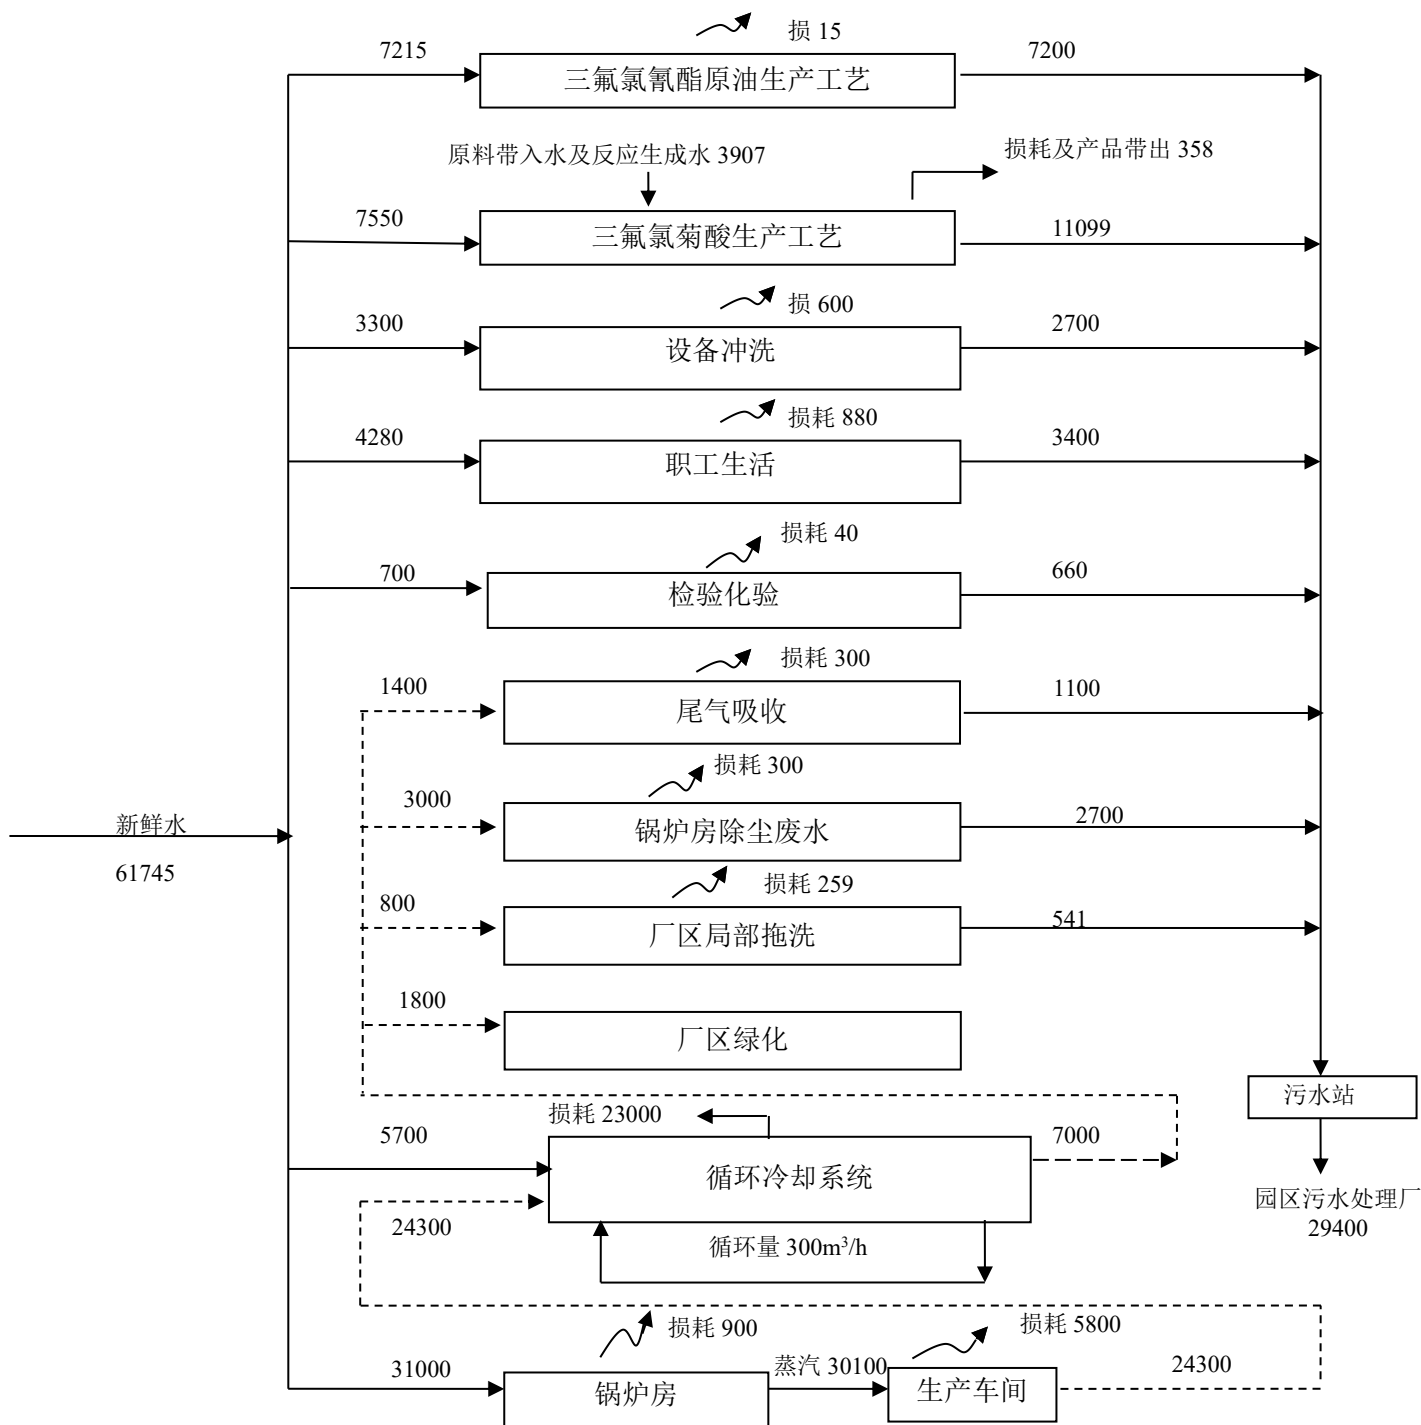 损 15
7215
三氟氯氰酯原油生产工艺
7200
原料带入水及反应生成水 3907
损耗及产品带出 358
7550
三氟氯菊酸生产工艺
11099
损 600
3300
设备冲洗
2700
损耗 880
4280
职工生活
3400
损耗 40
700
检验化验
660
损耗 300
1400
尾气吸收
1100
损耗 300
3000
锅炉房除尘废水
2700
新鲜水
61745
损耗 259
800
厂区局部拖洗
541
1800
厂区绿化
污水站
损耗 23000
5700
循环冷却系统
7000
园区污水处理厂
29400
24300
循环量 300m³/h
损耗 900
损耗 5800
31000
锅炉房
蒸汽 30100
生产车间
24300